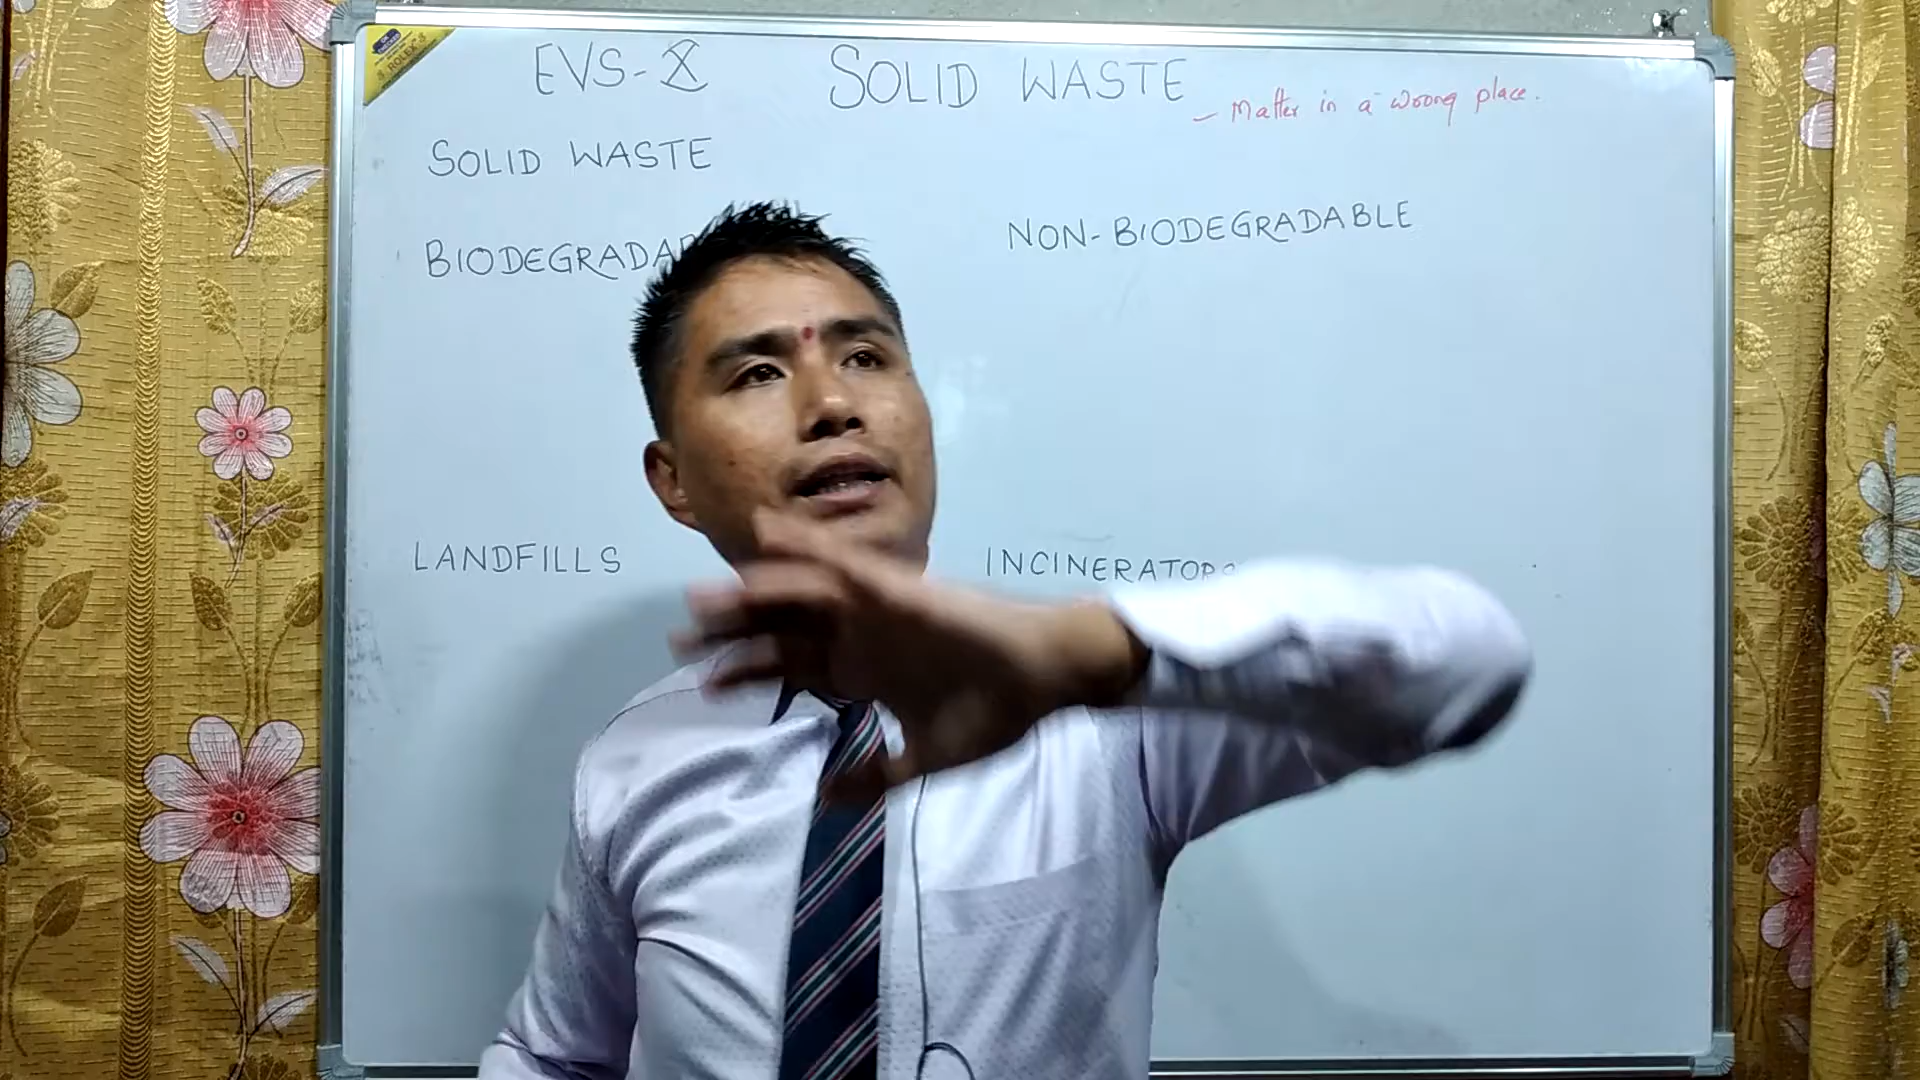 EVS-X SOLID WASTE
- Matter in a wrong place.
SOLID WASTE
NON-BIODEGRADABLE
LANDFILLS